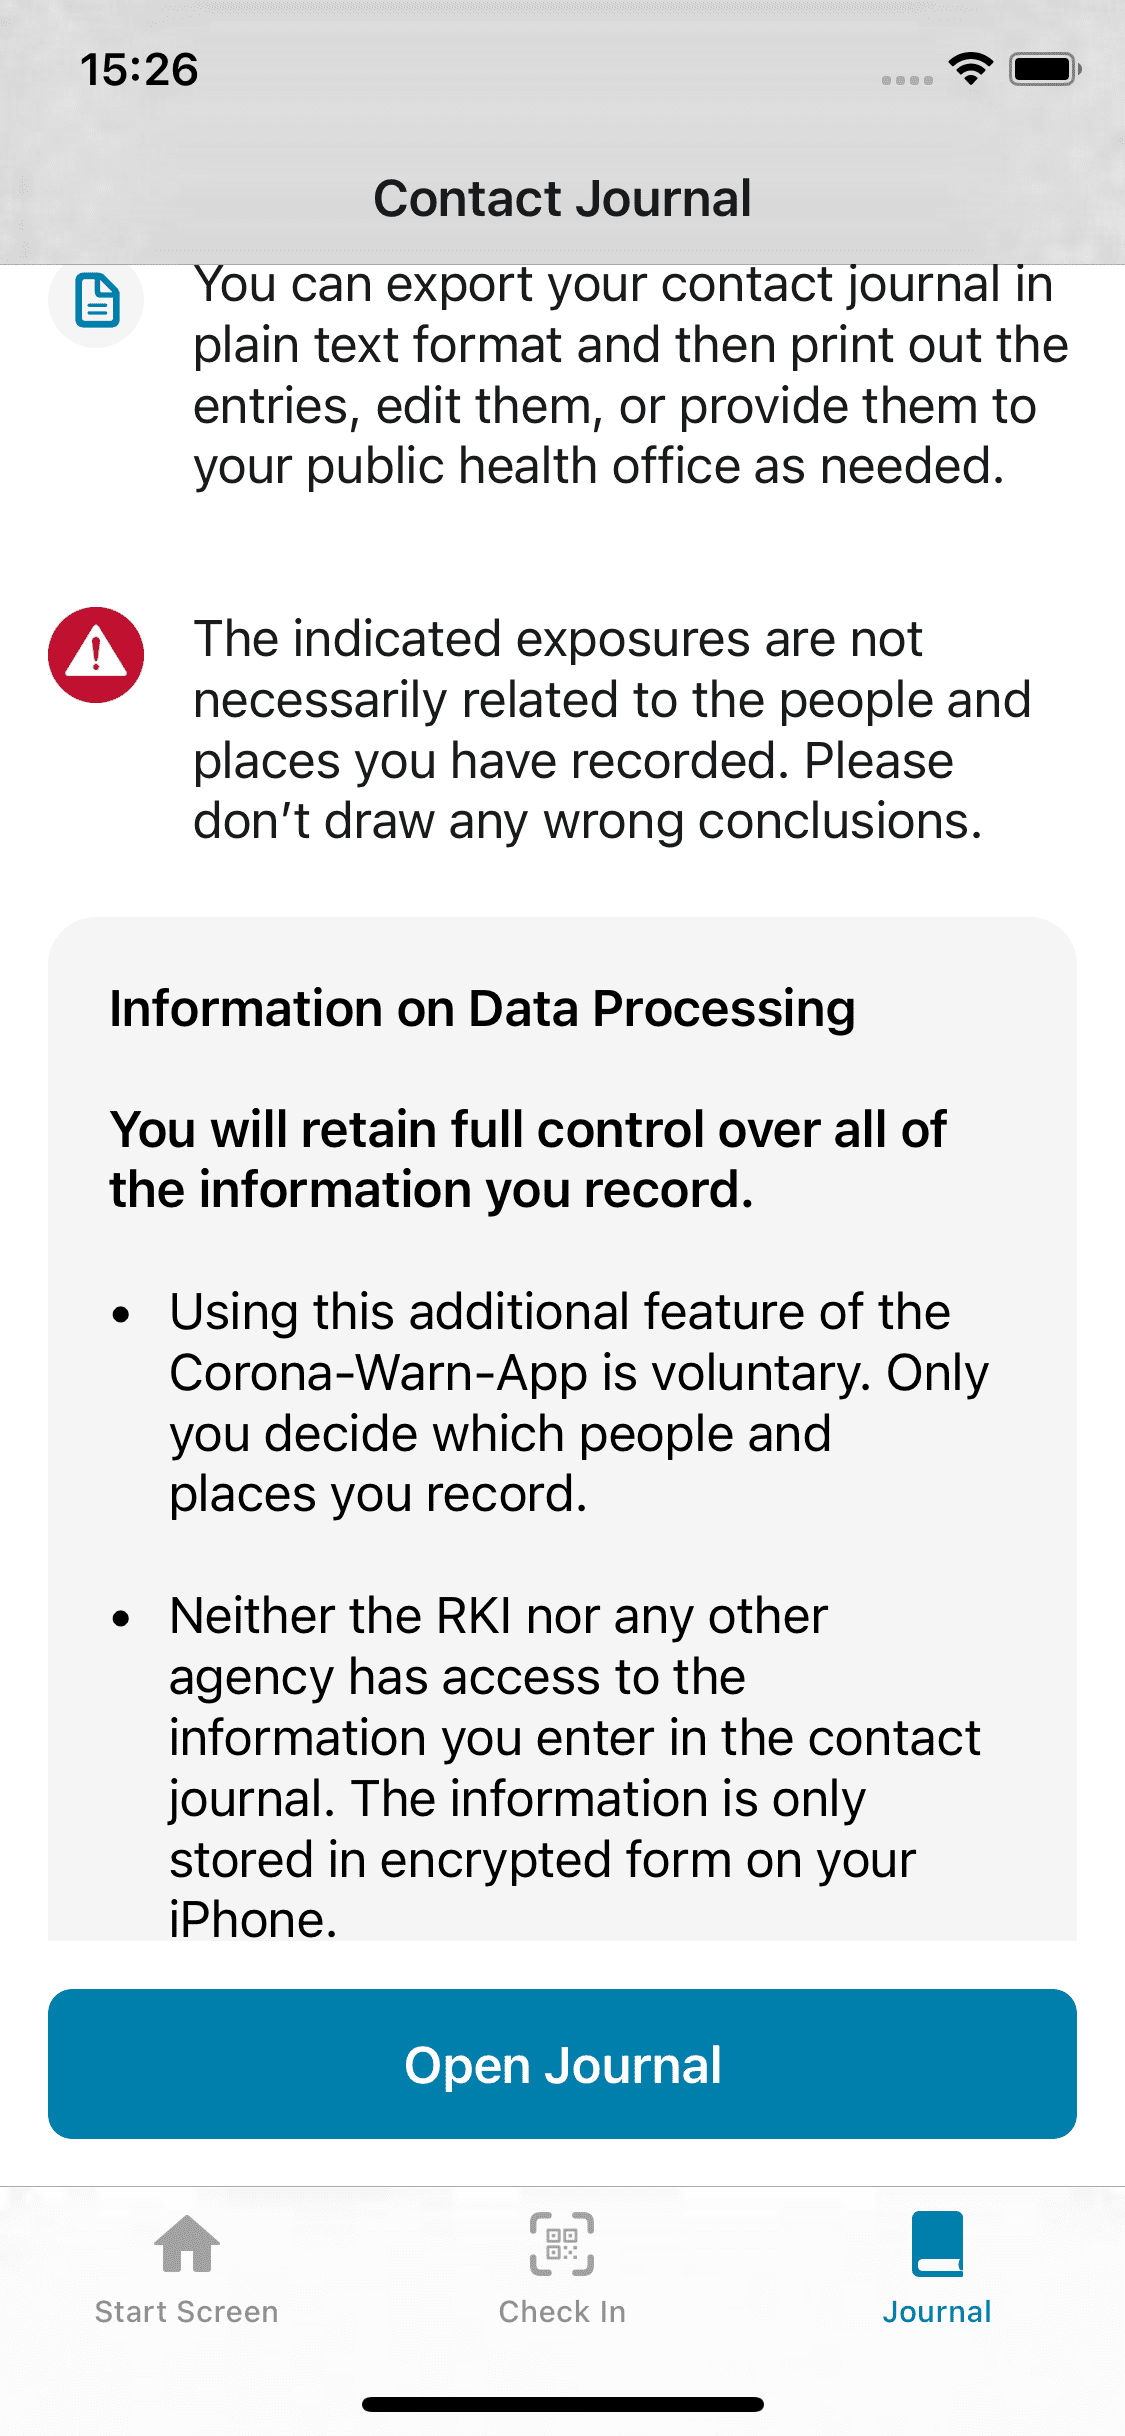 15:26
Contact Journal
You can export your contact journal in
plain text format and then print out the
entries, edit them, or provide them to
your public health office as needed.
The indicated exposures are not
necessarily related to the people and
places you have recorded. Please
don’t draw any wrong conclusions.
Information on Data Processing
You will retain full control over all of
the information you record.
• Using this additional feature of the
Corona-Warn-App is voluntary. Only
you decide which people and
places you record.
• Neither the RKI nor any other
agency has access to the
information you enter in the contact
journal. The information is only
stored in encrypted form on your
iPhone.
Open Journal
Start Screen
Check In
Journal